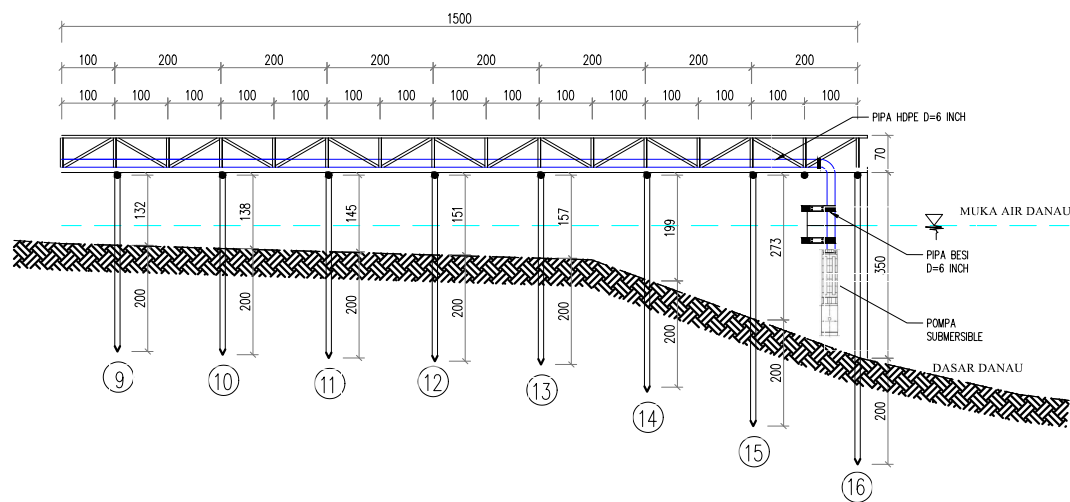 1500
100 200 200 200 200 200 200 200
100 100 100 100 100 100 100 100 100 100 100 100 100 100 100
PIPA HDPE D=6 INCH
70
132 138 145 151 157 199 273 350
MUKA AIR DANAU
PIPA BESI
D=6 INCH
POMPA
SUBMERSIBLE
DASAR DANAU
200 200 200 200 200 200 200 200
9 10 11 12 13 14 15 16